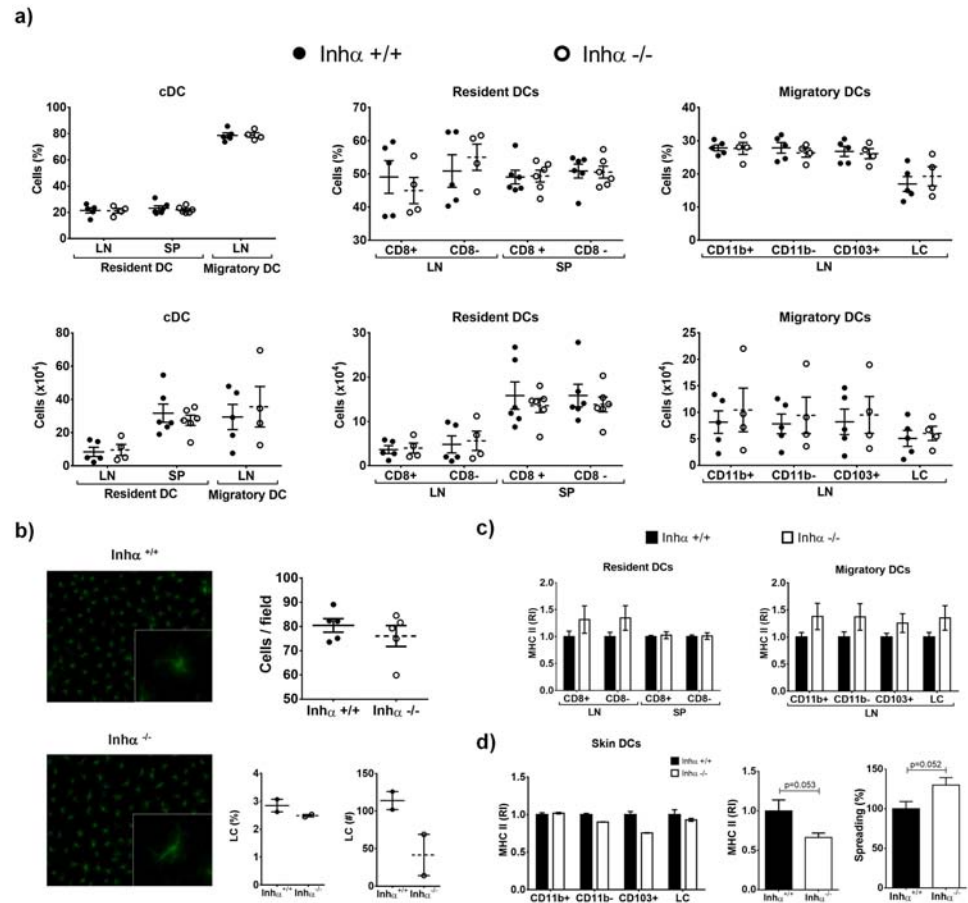 a)
Inhα +/+ Inhα -/-
cDC
Cells (%)
100
80
60
40
20
0
LN SP LN
Resident DC Migratory DC
Resident DCs
Cells (%)
60
50
40
30
CD8+ CD8- CD8 + CD8 -
LN SP
Migratory DCs
Cells (%)
40
30
20
10
0
CD11b+ CD11b- CD103+ LC
LN
cDC
Cells (x10⁴)
80
60
40
20
0
LN SP LN
Resident DC Migratory DC
Resident DCs
Cells (x10⁴)
30
20
10
0
CD8+ CD8- CD8 + CD8 -
LN SP
Migratory DCs
Cells (x10⁴)
25
20
15
10
5
0
CD11b+ CD11b- CD103+ LC
LN
b)
Inhα +/+
Cells / field
100
90
80
70
60
50
Inhα +/+ Inhα -/-
Inhα -/-
LC (%)
4
3
2
1
0
Inhα+/+ Inhα-/-
LC (#)
150
100
50
0
Inhα+/+ Inhα-/-
c)
Inhα +/+ Inhα -/-
Resident DCs
MHC II (RI)
2.0
1.5
1.0
0.5
0.0
CD8+ CD8- CD8+ CD8-
LN SP
Migratory DCs
MHC II (RI)
2.0
1.5
1.0
0.5
0.0
CD11b+ CD11b- CD103+ LC
LN
d)
Skin DCs
Inhα +/+
Inhα -/-
MHC II (RI)
1.5
1.0
0.5
0.0
CD11b+ CD11b- CD103+ LC
MHC II (RI)
1.5
1.0
0.5
0.0
p=0.053
Inhα+/+ Inhα-/-
Spreading (%)
150
100
50
0
p=0.052
Inhα+/+ Inhα-/-